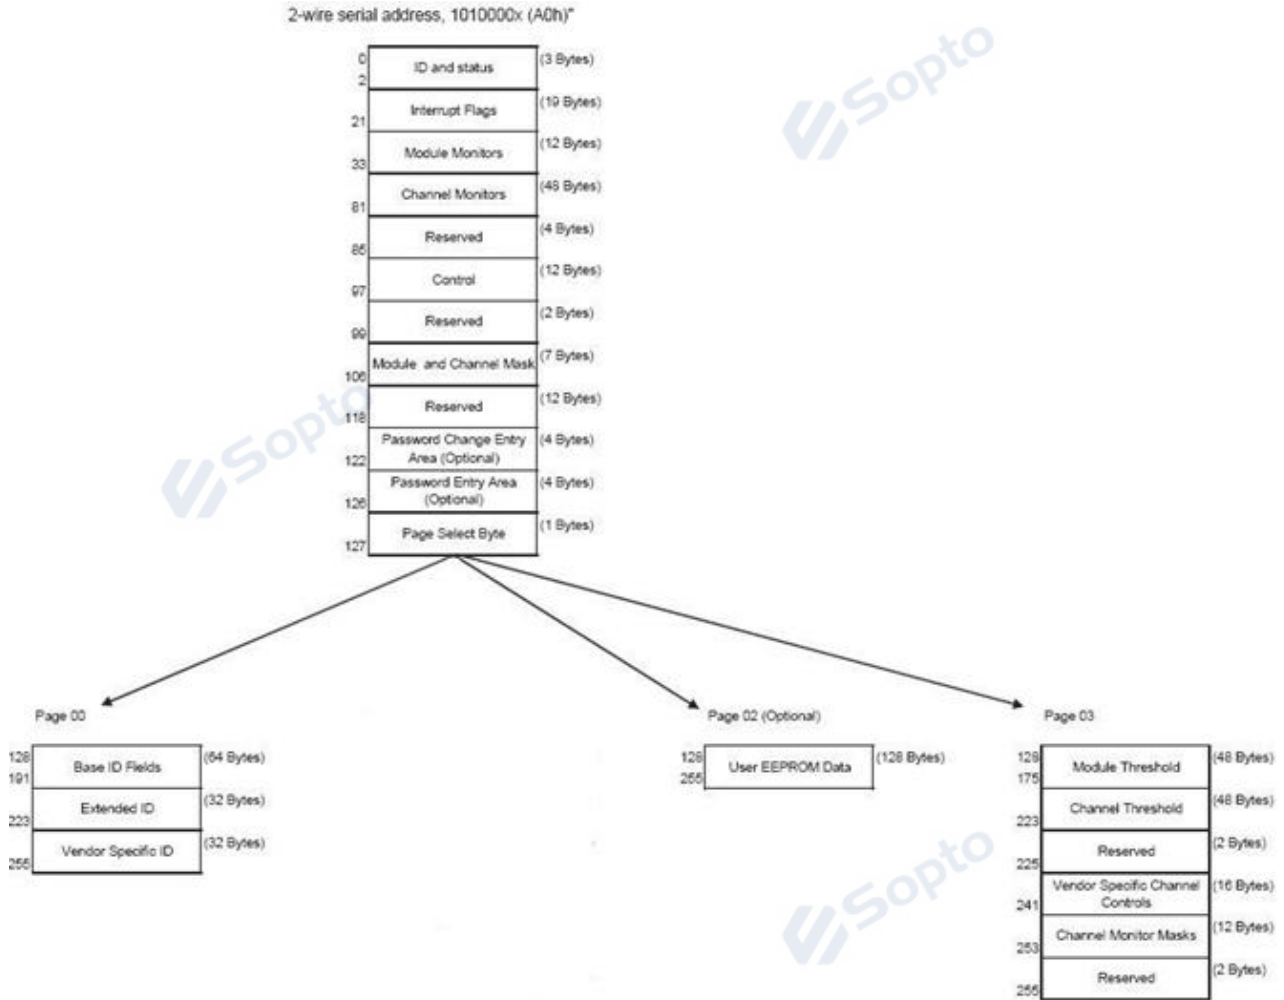 2-wire serial address, 1010000x (A0h)"
Sopto
0
ID and status
(3 Bytes)
2
Interrupt Flags
(19 Bytes)
21
Module Monitors
(12 Bytes)
33
Channel Monitors
(48 Bytes)
81
Reserved
(4 Bytes)
85
Control
(12 Bytes)
97
Reserved
(2 Bytes)
99
Module and Channel Mask
(7 Bytes)
106
Reserved
(12 Bytes)
118
Sopto
Password Change Entry
Area (Optional)
(4 Bytes)
122
Password Entry Area
(Optional)
(4 Bytes)
126
Page Select Byte
(1 Bytes)
127
Page 00
128
Base ID Fields
(64 Bytes)
191
Extended ID
(32 Bytes)
223
Vendor Specific ID
(32 Bytes)
255
Page 02 (Optional)
128
User EEPROM Data
(128 Bytes)
255
Page 03
128
Module Threshold
(48 Bytes)
175
Channel Threshold
(48 Bytes)
223
Reserved
(2 Bytes)
225
Vendor Specific Channel
Controls
(16 Bytes)
241
Channel Monitor Masks
(12 Bytes)
253
Reserved
(2 Bytes)
255
Sopto